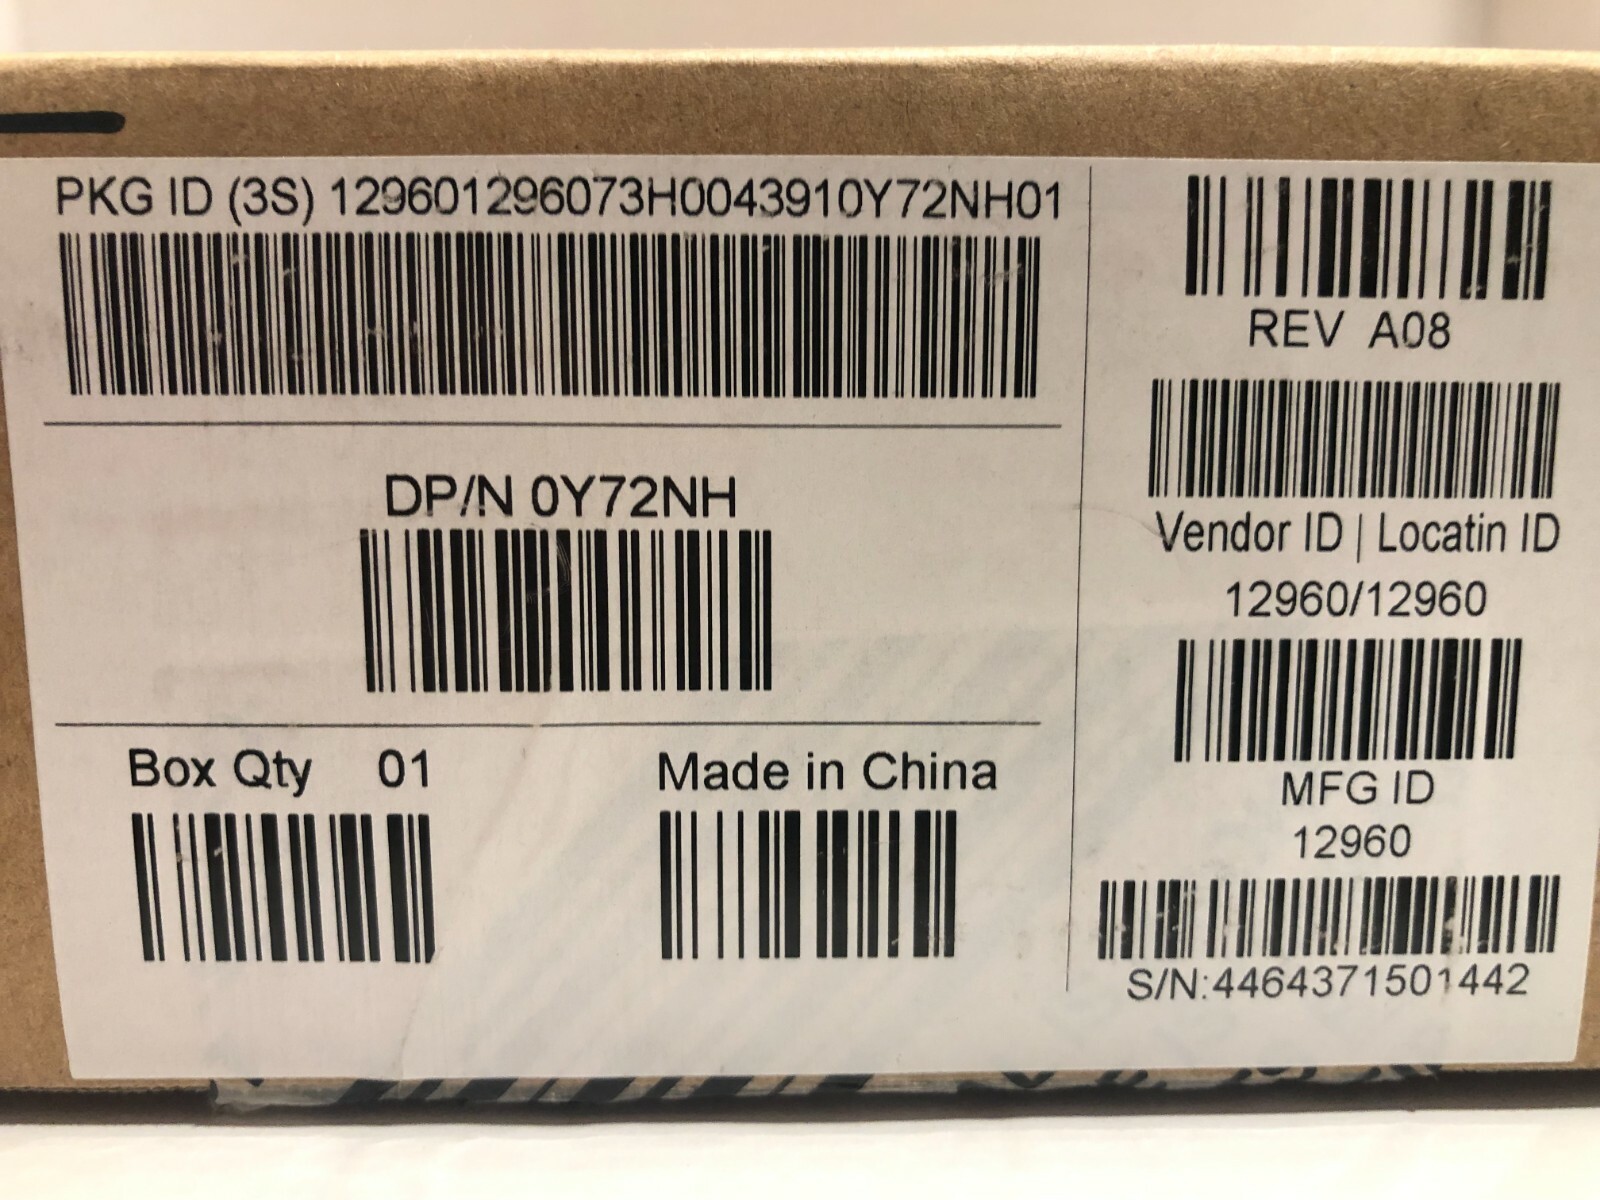 PKG ID (3S) 129601296073H0043910Y72NH01
DP/N 0Y72NH
Box Qty 01
Made in China
REV A08
Vendor ID | Locatin ID
12960/12960
MFG ID
12960
S/N:4464371501442